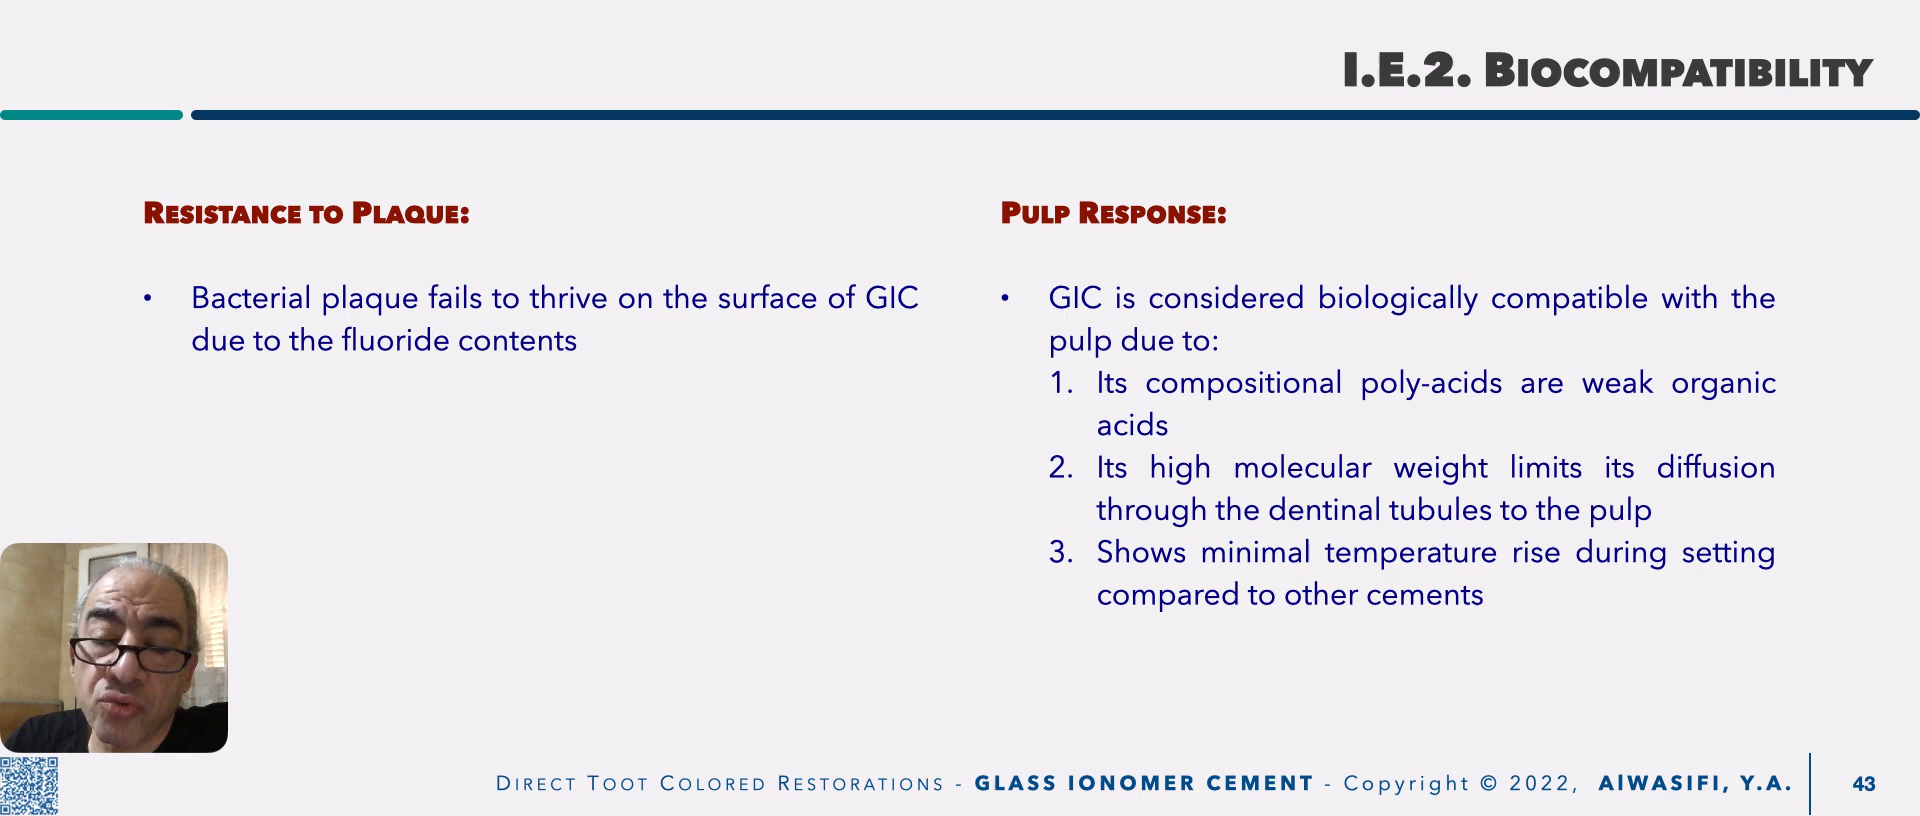 I.E.2. Biocompatibility
Resistance to Plaque:
• Bacterial plaque fails to thrive on the surface of GIC
due to the fluoride contents
Pulp Response:
• GIC is considered biologically compatible with the
pulp due to:
1. Its compositional poly-acids are weak organic
acids
2. Its high molecular weight limits its diffusion
through the dentinal tubules to the pulp
3. Shows minimal temperature rise during setting
compared to other cements
Direct Toot Colored Restorations - GLASS IONOMER CEMENT - Copyright © 2022, AlWASIFI, Y.A.
43